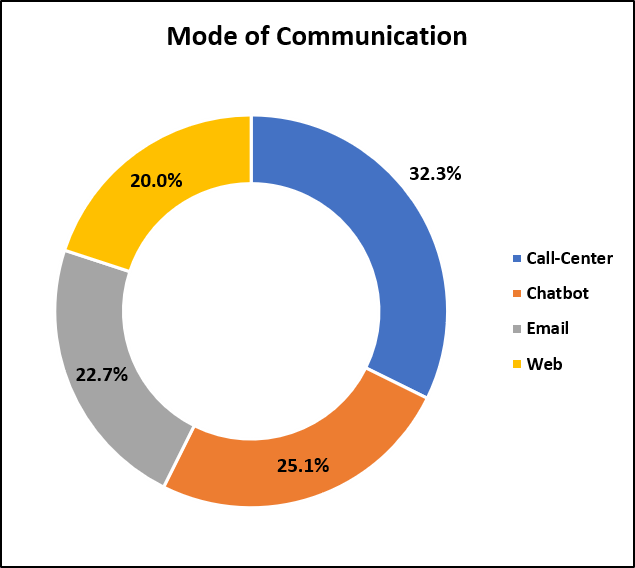 Mode of Communication
32.3%
20.0%
Call-Center
Chatbot
Email
Web
22.7%
25.1%